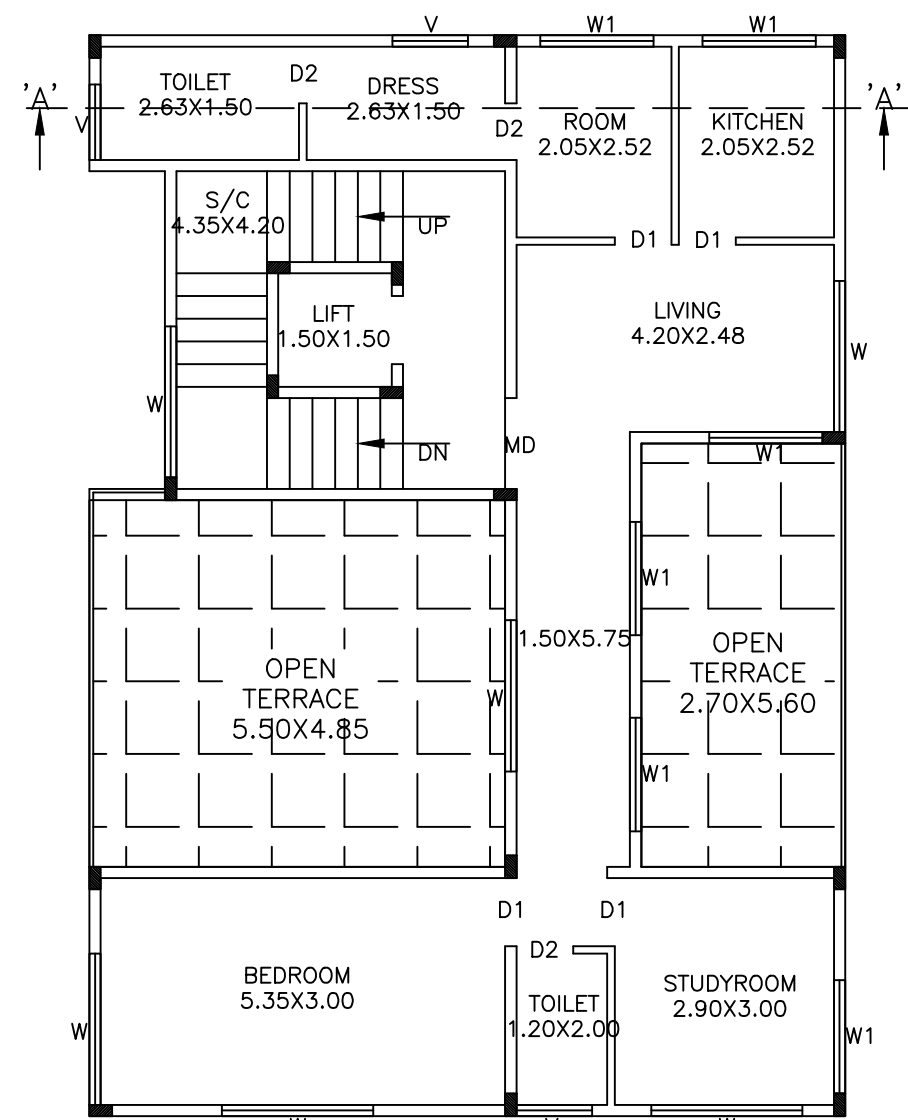 V
W1
W1
'A'
TOILET
2.63X1.50
D2
DRESS
2.63X1.50
'A'
V
D2
ROOM
2.05X2.52
KITCHEN
2.05X2.52
S/C
4.35X4.20
UP
D1
D1
LIFT
1.50X1.50
LIVING
4.20X2.48
W
W
DN
MD
W1
W1
1.50X5.75
OPEN
TERRACE
5.50X4.85
W
OPEN
TERRACE
2.70X5.60
W1
D1
D1
D2
BEDROOM
5.35X3.00
STUDYROOM
2.90X3.00
TOILET
1.20X2.00
W
W1